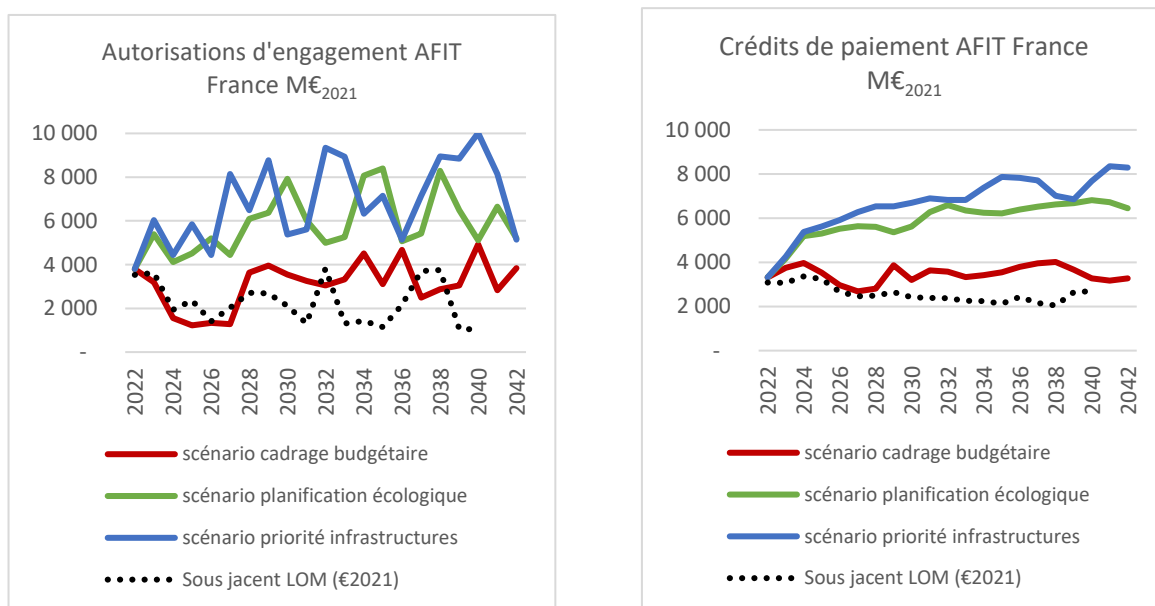 Autorisations d'engagement AFIT
France M€2021
10 000
8 000
6 000
4 000
2 000
-
2022
2024
2026
2028
2030
2032
2034
2036
2038
2040
2042
scénario cadrage budgétaire
scénario planification écologique
scénario priorité infrastructures
Sous jacent LOM (€2021)
Crédits de paiement AFIT France
M€2021
10 000
8 000
6 000
4 000
2 000
-
2022
2024
2026
2028
2030
2032
2034
2036
2038
2040
2042
scénario cadrage budgétaire
scénario planification écologique
scénario priorité infrastructures
Sous jacent LOM (€2021)